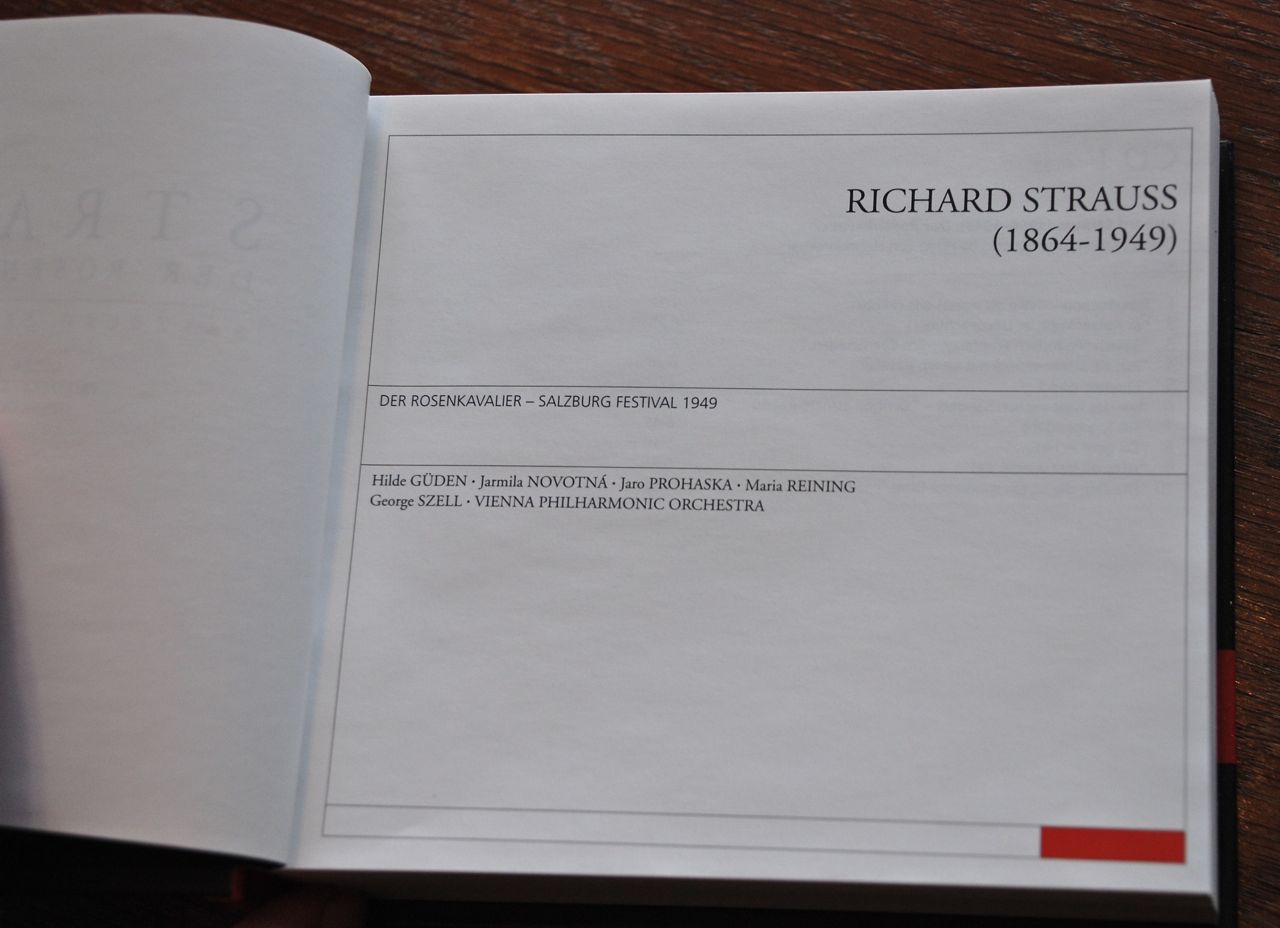 RICHARD STRAUSS
(1864-1949)
DER ROSENKAVALIER – SALZBURG FESTIVAL 1949
Hilde GÜDEN · Jarmila NOVOTNÁ · Jaro PROHASKA · Maria REINING
George SZELL · VIENNA PHILHARMONIC ORCHESTRA